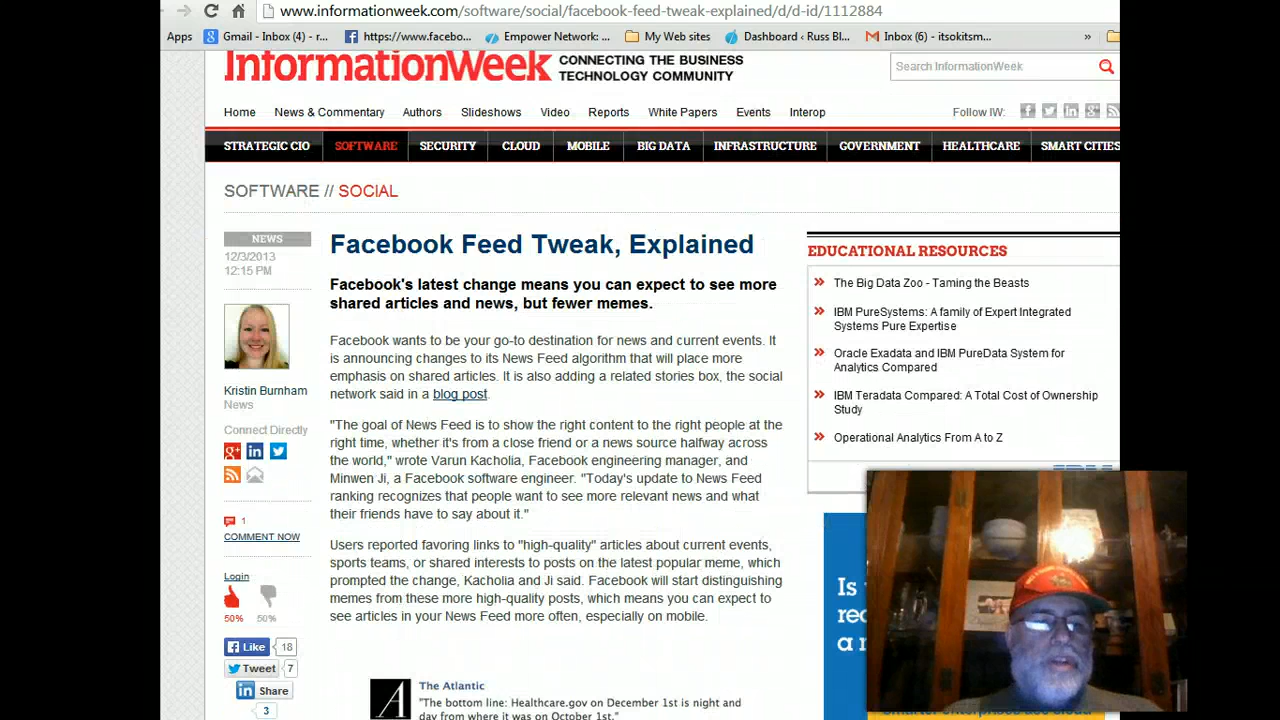 www.informationweek.com/software/social/facebook-feed-tweak-explained/d/d-id/1112884
Apps Gmail - Inbox (4) - r... https://www.facebo... Empower Network: ... My Web sites Dashboard ‹ Russ Bl... Inbox (6) - itsokitsm... »
InformationWeek
CONNECTING THE BUSINESS
TECHNOLOGY COMMUNITY
Search InformationWeek
Home News & Commentary Authors Slideshows Video Reports White Papers Events Interop Follow IW:
STRATEGIC CIO SOFTWARE SECURITY CLOUD MOBILE BIG DATA INFRASTRUCTURE GOVERNMENT HEALTHCARE SMART CITIES
SOFTWARE // SOCIAL
NEWS
12/3/2013
12:15 PM
Kristin Burnham
News
Connect Directly
1
COMMENT NOW
Login
50% 50%
Like 18
Tweet 7
in Share
3
Facebook Feed Tweak, Explained
Facebook's latest change means you can expect to see more
shared articles and news, but fewer memes.
Facebook wants to be your go-to destination for news and current events. It
is announcing changes to its News Feed algorithm that will place more
emphasis on shared articles. It is also adding a related stories box, the social
network said in a blog post.
"The goal of News Feed is to show the right content to the right people at the
right time, whether it's from a close friend or a news source halfway across
the world," wrote Varun Kacholia, Facebook engineering manager, and
Minwen Ji, a Facebook software engineer. "Today's update to News Feed
ranking recognizes that people want to see more relevant news and what
their friends have to say about it."
Users reported favoring links to "high-quality" articles about current events,
sports teams, or shared interests to posts on the latest popular meme, which
prompted the change, Kacholia and Ji said. Facebook will start distinguishing
memes from these more high-quality posts, which means you can expect to
see articles in your News Feed more often, especially on mobile.
A
The Atlantic
"The bottom line: Healthcare.gov on December 1st is night and
day from where it was on October 1st."
EDUCATIONAL RESOURCES
The Big Data Zoo - Taming the Beasts
IBM PureSystems: A family of Expert Integrated
Systems Pure Expertise
Oracle Exadata and IBM PureData System for
Analytics Compared
IBM Teradata Compared: A Total Cost of Ownership
Study
Operational Analytics From A to Z
Is
a